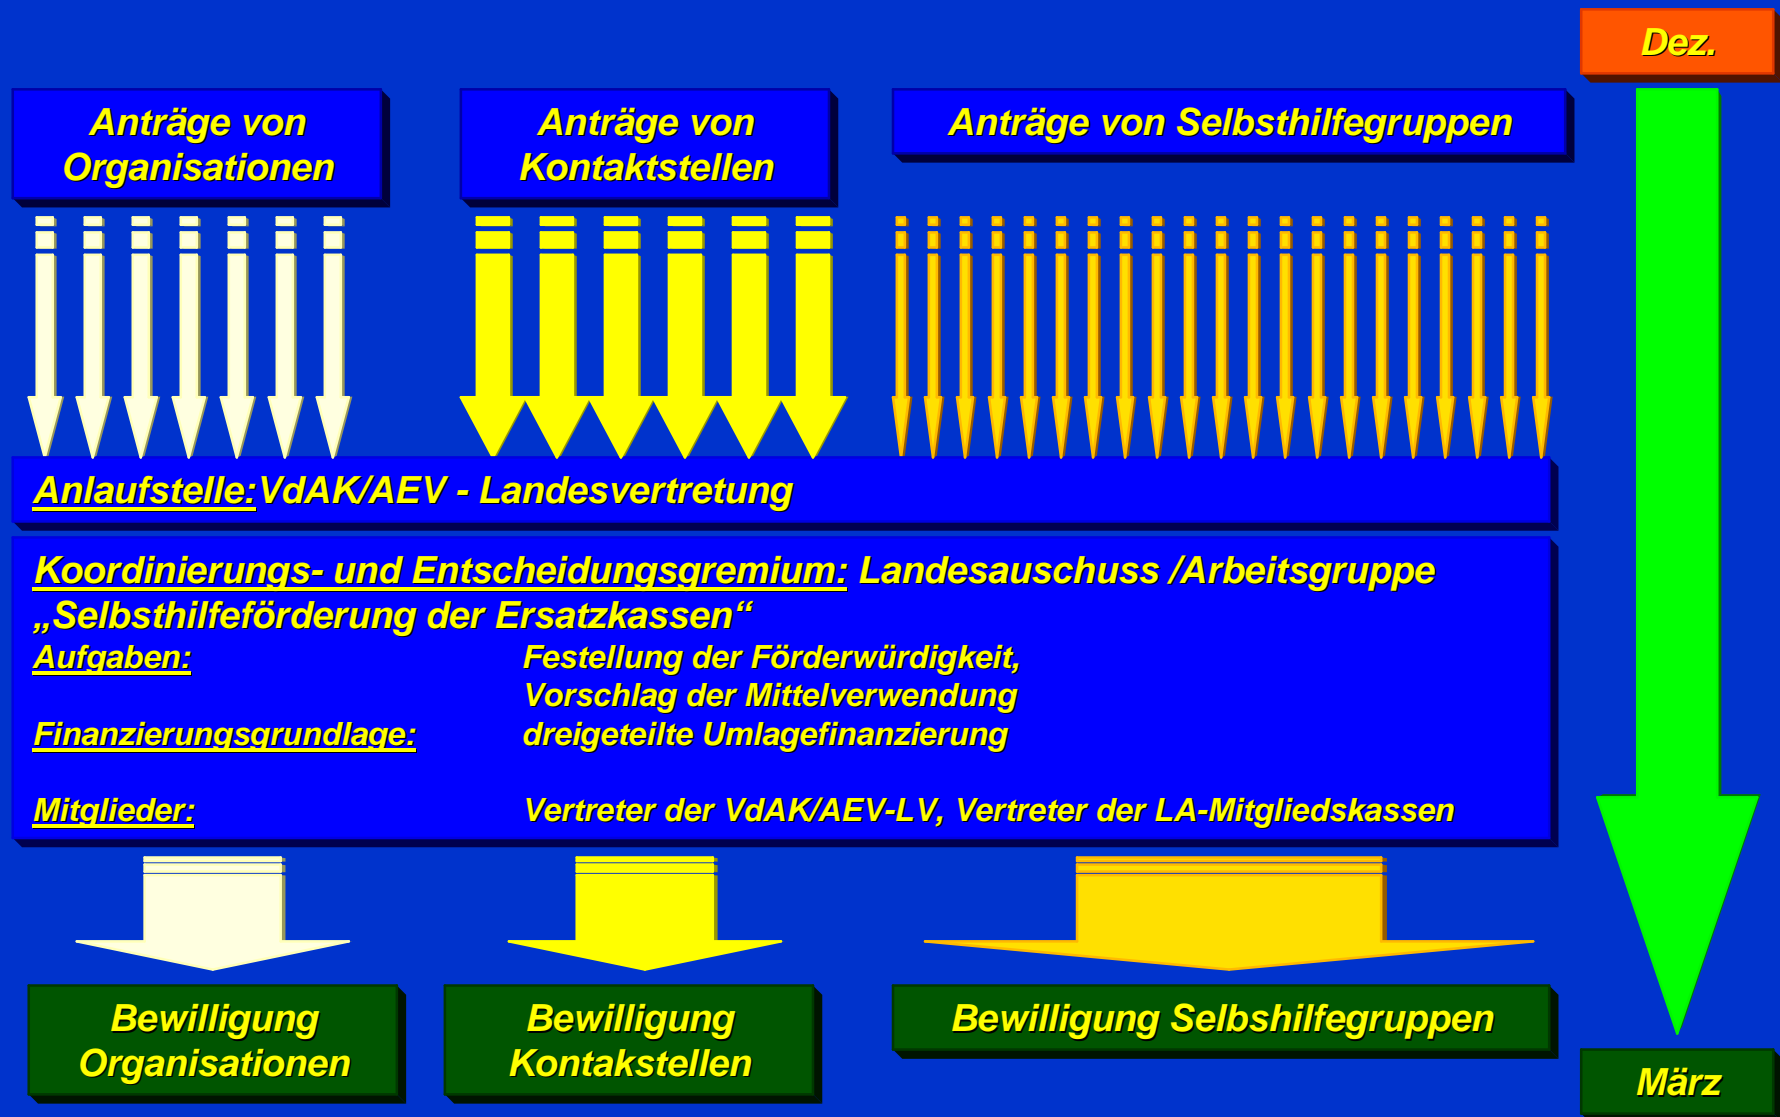 Dez.
Anträge von
Organisationen
Anträge von
Kontaktstellen
Anträge von Selbsthilfegruppen
Anlaufstelle:VdAK/AEV - Landesvertretung
Koordinierungs- und Entscheidungsgremium: Landesauschuss /Arbeitsgruppe
„Selbsthilfeförderung der Ersatzkassen“
Aufgaben: Festellung der Förderwürdigkeit,
Vorschlag der Mittelverwendung
Finanzierungsgrundlage: dreigeteilte Umlagefinanzierung
Mitglieder: Vertreter der VdAK/AEV-LV, Vertreter der LA-Mitgliedskassen
Bewilligung
Organisationen
Bewilligung
Kontakstellen
Bewilligung Selbshilfegruppen
März